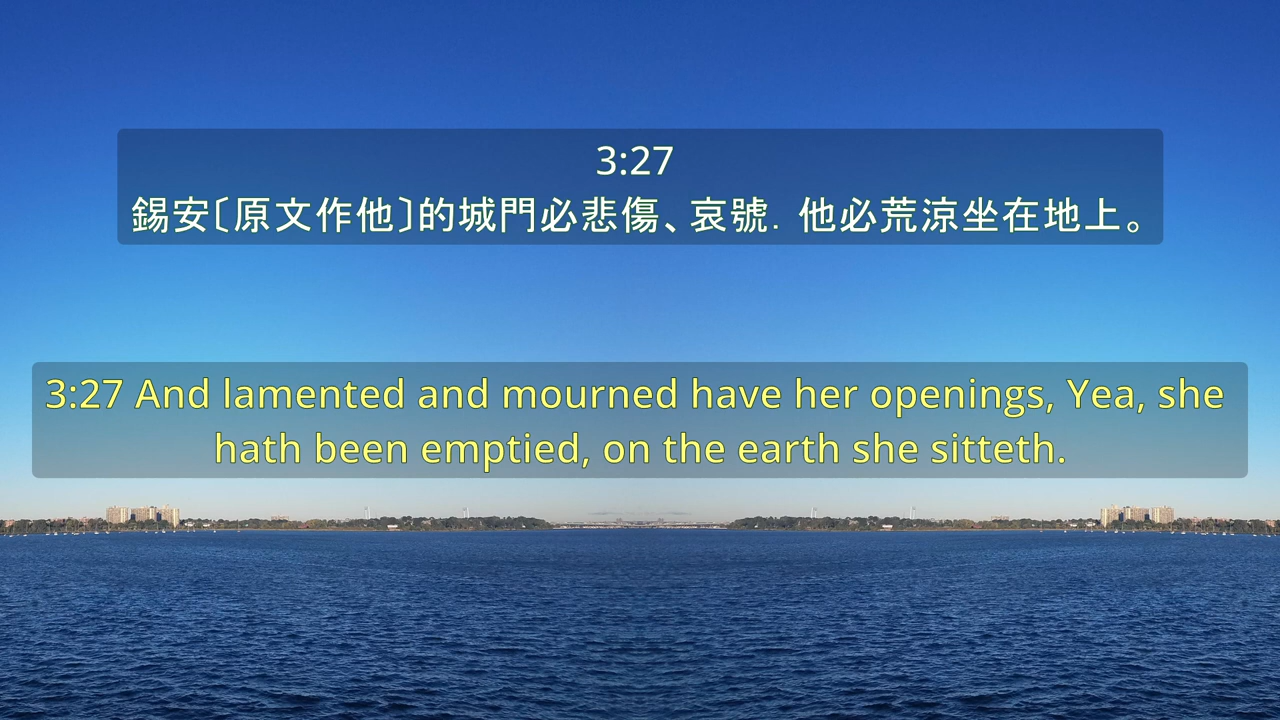 3:27
錫安〔原文作他〕的城門必悲傷、哀號．他必荒涼坐在地上。
3:27 And lamented and mourned have her openings, Yea, she
hath been emptied, on the earth she sitteth.